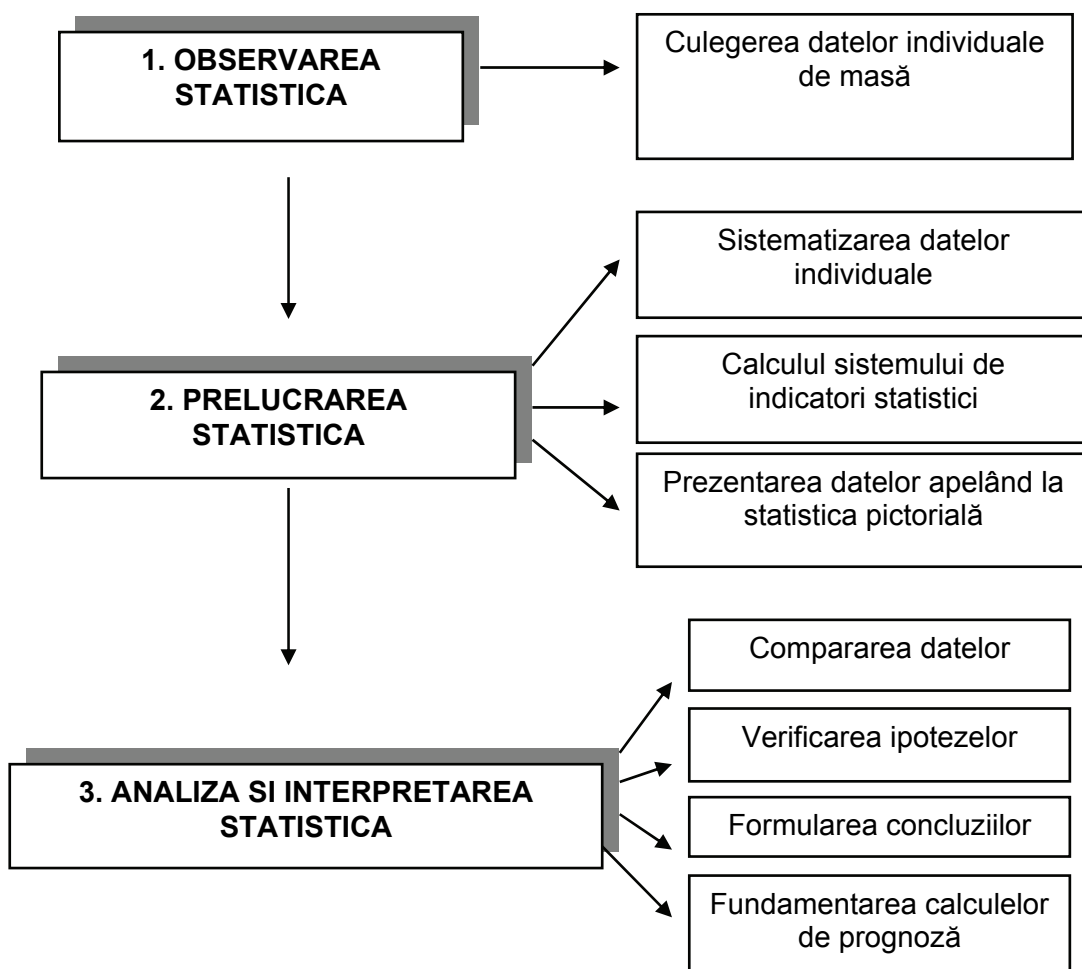 1. OBSERVAREA
STATISTICA
Culegerea datelor individuale
de masă
Sistematizarea datelor
individuale
2. PRELUCRAREA
STATISTICA
Calculul sistemului de
indicatori statistici
Prezentarea datelor apelând la
statistica pictorială
3. ANALIZA SI INTERPRETAREA
STATISTICA
Compararea datelor
Verificarea ipotezelor
Formularea concluziilor
Fundamentarea calculelor
de prognoză